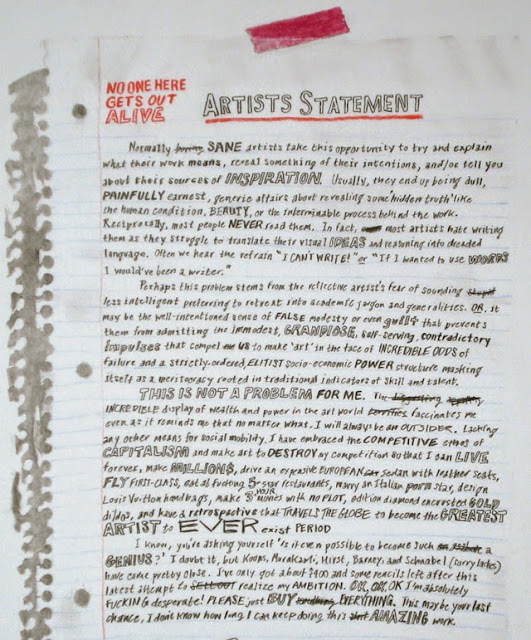 NO ONE HERE
GETS OUT
ALIVE
ARTISTS STATEMENT
Normally SANE artists take this opportunity to try and explain
what their work means, reveal something of their intentions, and/or tell you
about their sources of INSPIRATION. Usually, they end up being dull,
PAINFULLY earnest, generic affairs about revealing some hidden 'truth' like
the human condition, BEAUTY, or the interminable process behind the work.
Reciprocally, most people NEVER read them. In fact, most artists hate writing
them as they struggle to translate their visual IDEAS and reasoning into dreaded
language. Often we hear the refrain "I CAN'T WRITE!" or "If I wanted to use WORDS
I would've been a writer."
Perhaps this problem stems from the reflective artist's fear of sounding stupid
less intelligent preferring to retreat into academic jargon and generalities. OR, it
may be the well-intentioned sense of FALSE modesty or even guilt that prevents
them from admitting the immodest, GRANDIOSE, self-serving, contradictory
impulses that compel me us to make 'art' in the face of INCREDIBLE ODDS of
failure and a strictly-ordered, ELITIST socio-economic POWER structure masking
itself as a meritocracy rooted in traditional indicators of skill and talent.
THIS IS NOT A PROBLEM FOR ME. The disgusting
INCREDIBLE display of wealth and power in the art world terrifies fascinates me
even as it reminds me that no matter what, I will always be an OUTSIDER. Lacking
any other means for social mobility, I have embraced the COMPETITIVE ethos of
CAPITALISM and make art to DESTROY my competition so that I can LIVE
forever, make MILLION$, drive an expensive EUROPEAN car sedan with leather seats,
FLY first-class, eat at fucking 5-star restaurants, marry an Italian porn star, design
Louis Vuitton handbags, make 3 HOUR movies with no PLOT, edition diamond encrusted GOLD
dildos, and have a retrospective that TRAVELS THE GLOBE to become the GREATEST
ARTIST to EVER exist PERIOD
I know, you're asking yourself 'Is it even possible to become such an asshole a
GENIUS?' I doubt it, but Koons, Murakami, Hirst, Barney, and Schnabel (sorry ladies)
have come pretty close. I've only got about $400 and some pencils left after this
latest attempt to SELL OUT realize my AMBITION. OK, OK, OK I'm absolutely
FUCKING desperate! PLEASE just BUY EVERYTHING. This may be your last
chance, I don't know how long I can keep doing this shit AMAZING work.